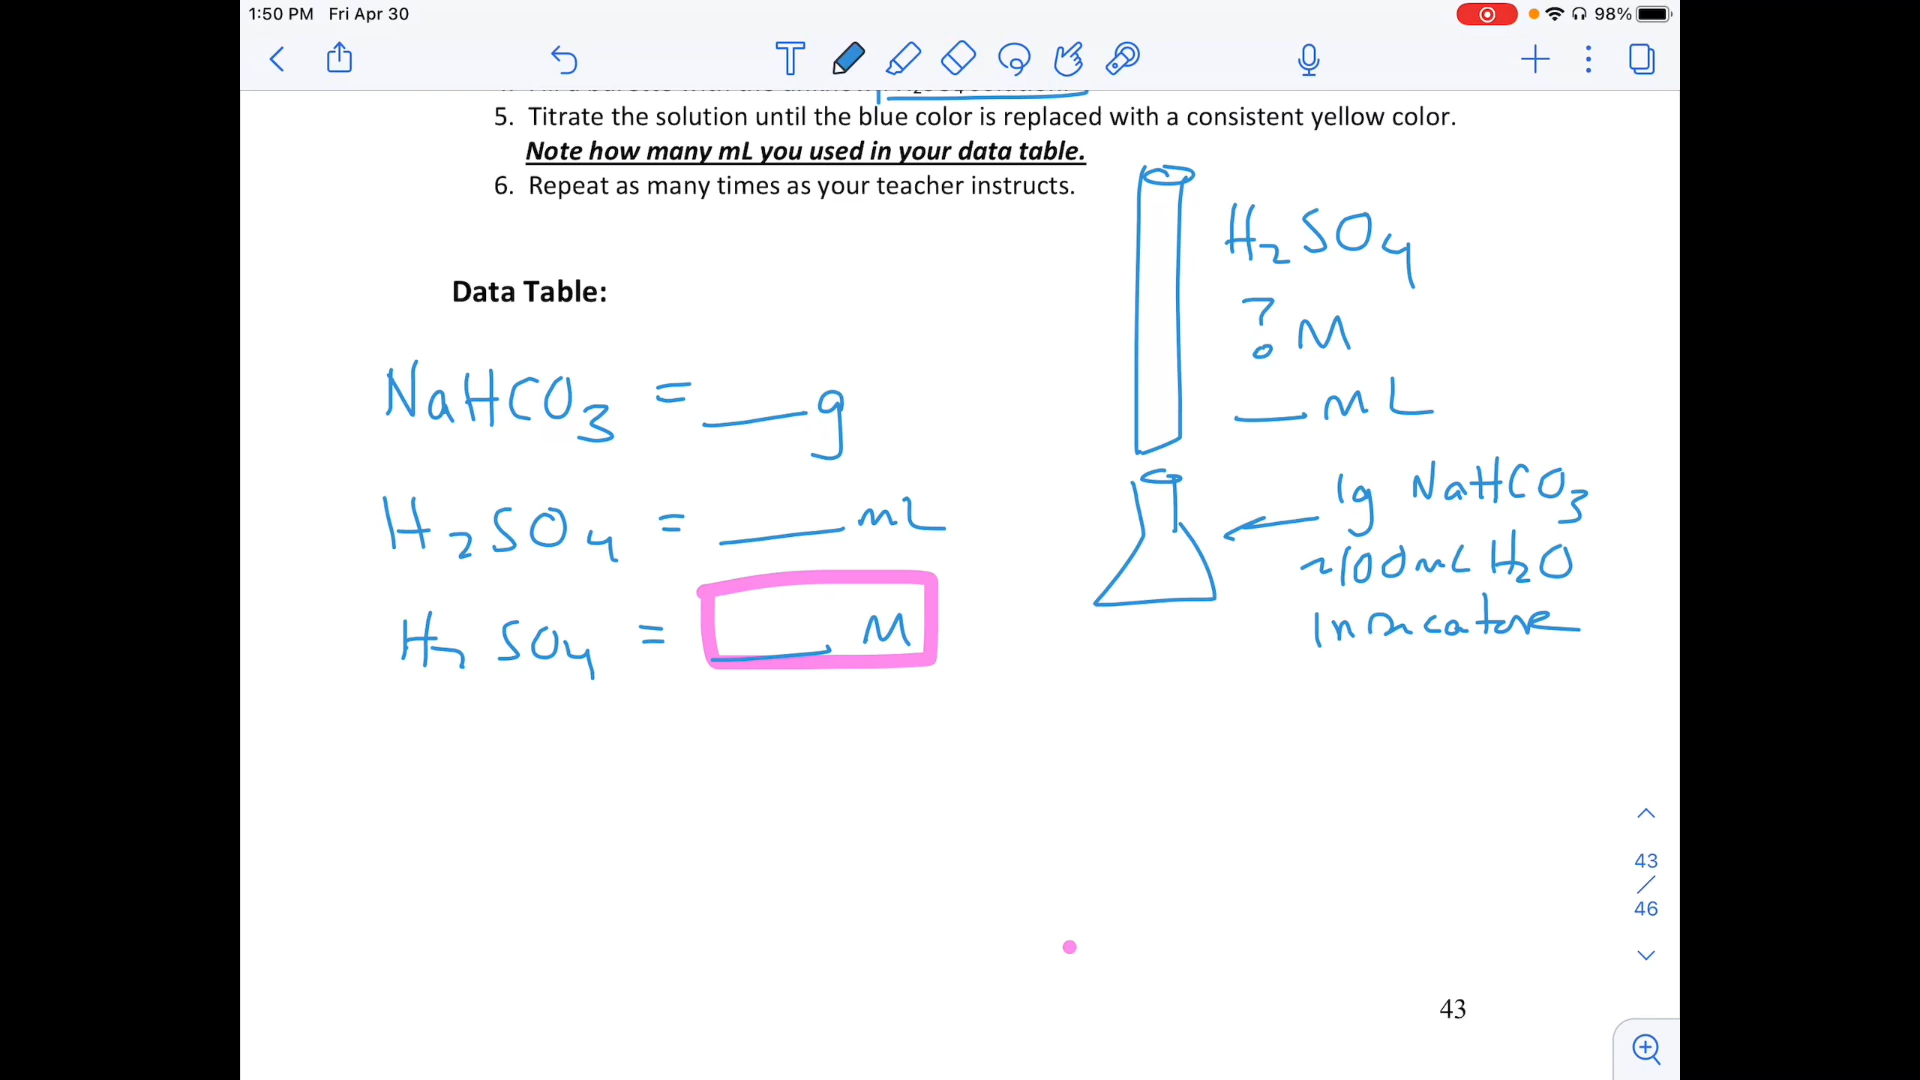 1:50 PM Fri Apr 30
98%
5. Titrate the solution until the blue color is replaced with a consistent yellow color.
Note how many mL you used in your data table.
6. Repeat as many times as your teacher instructs.
H₂SO₄
? M
___ mL
Data Table:
NaHCO₃ = ___ g
H₂SO₄ = ___ mL
H₂SO₄ = ___ M
1g NaHCO₃
~100mL H₂O
43
/
46
43